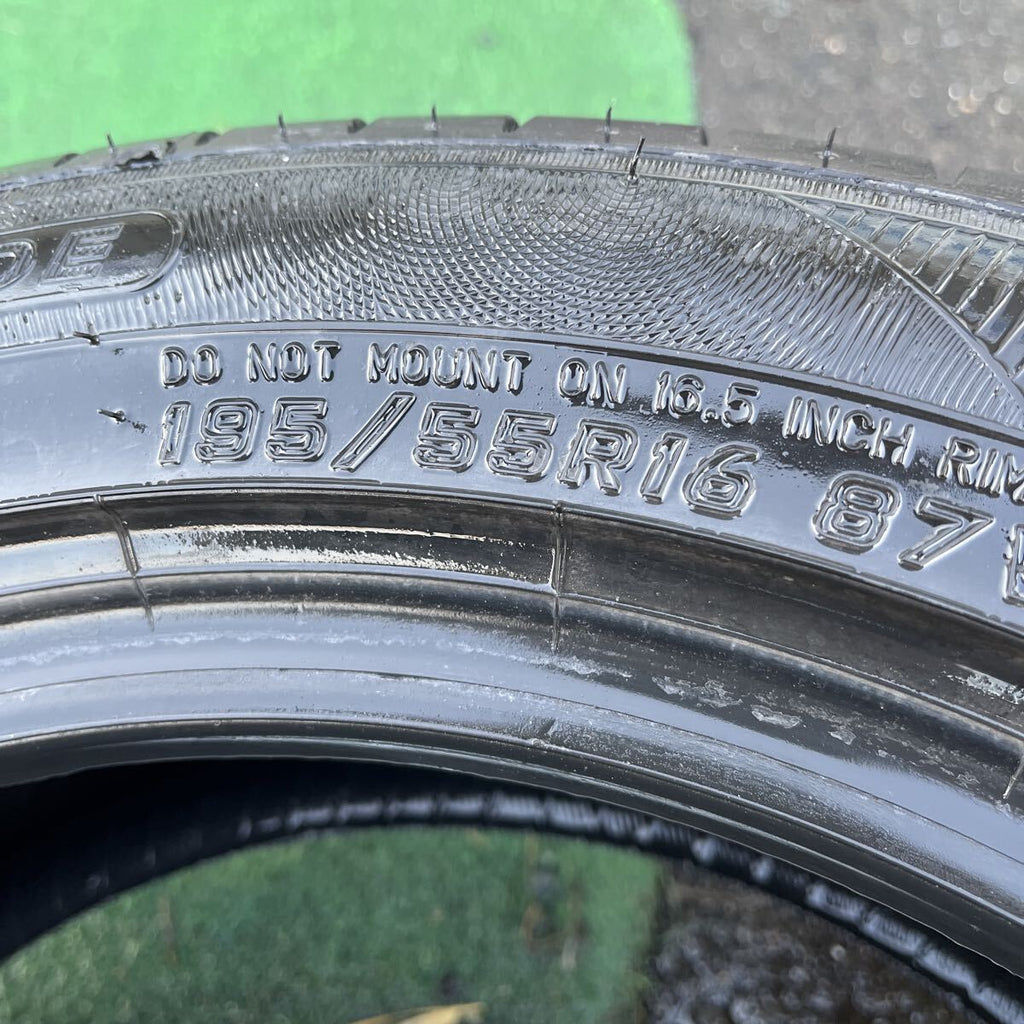 DO NOT MOUNT ON 16.5 INCH RIM
195/55R16 87